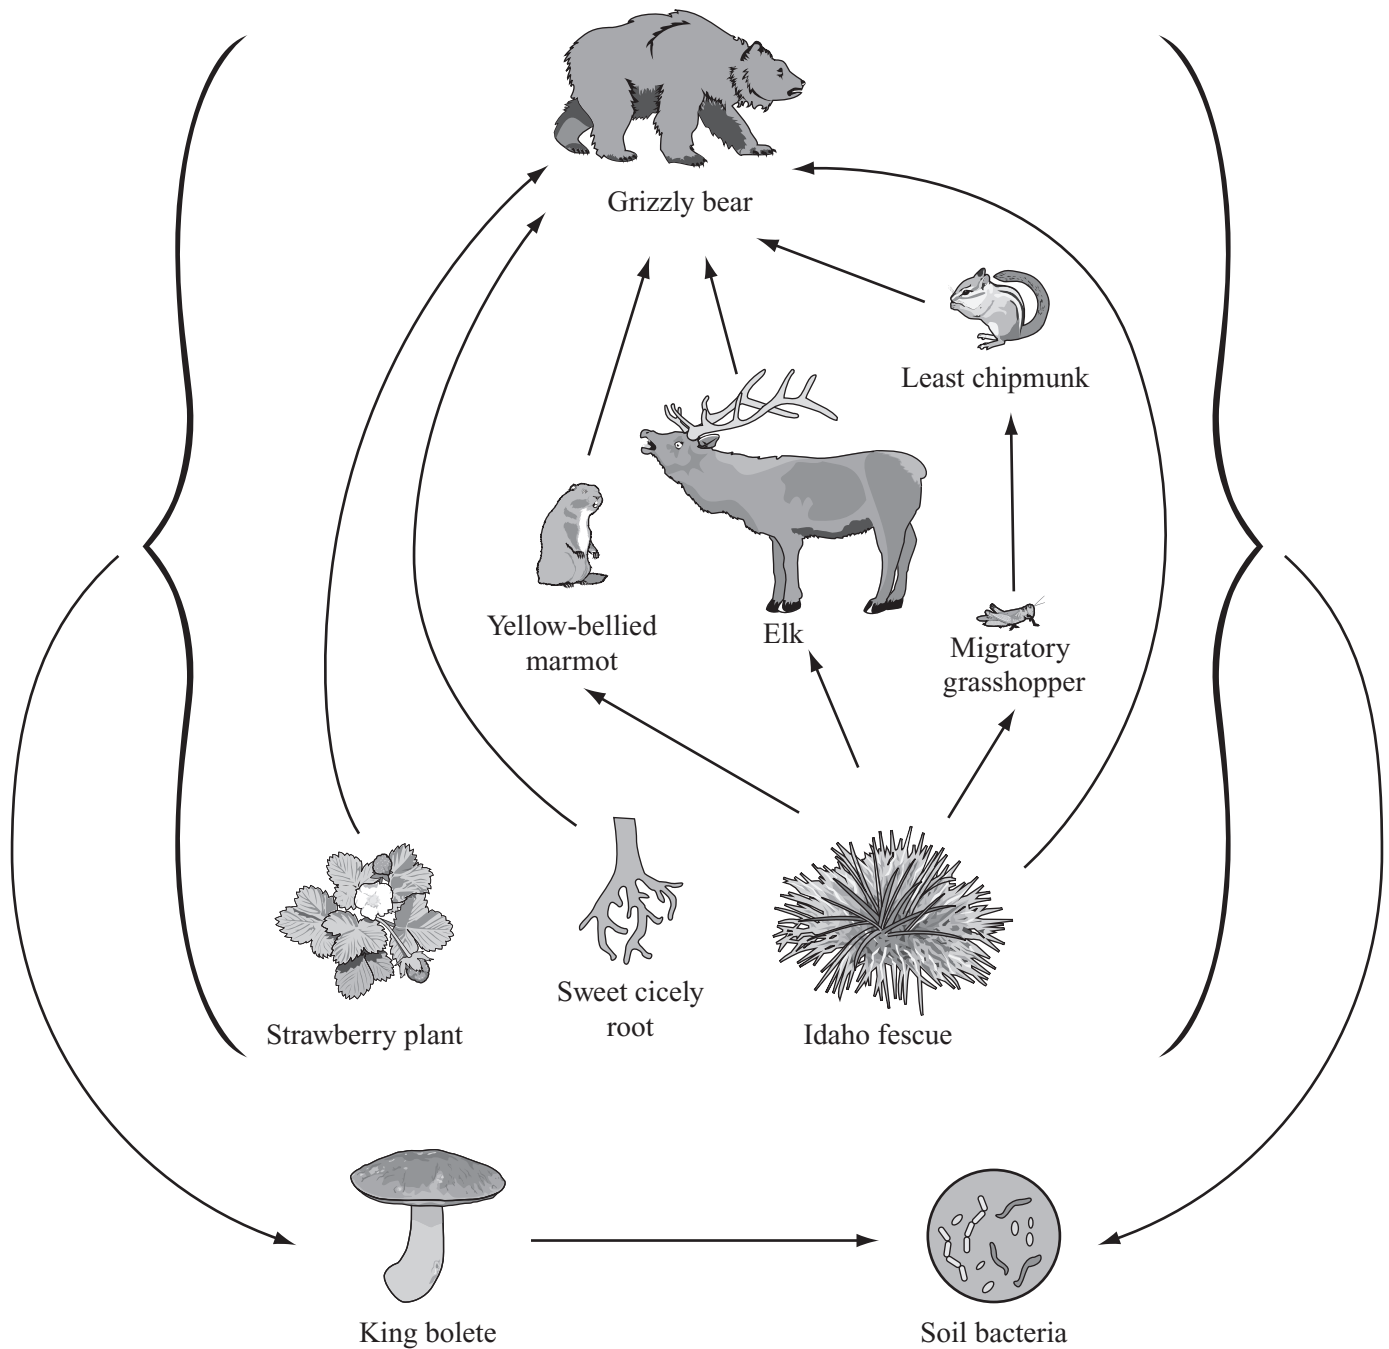 Grizzly bear
Least chipmunk
Yellow-bellied
marmot
Elk
Migratory
grasshopper
Strawberry plant
Sweet cicely
root
Idaho fescue
King bolete
Soil bacteria